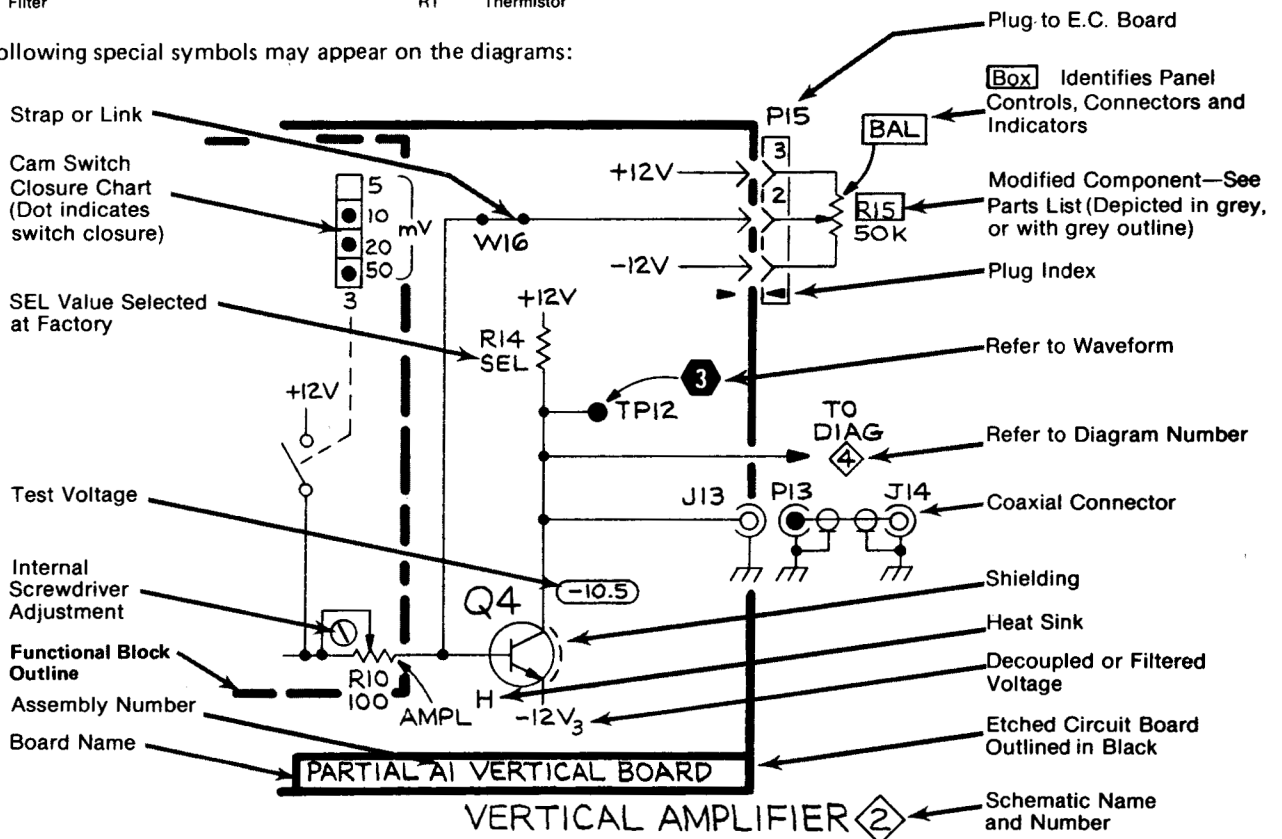 Filter
RT Thermistor
ollowing special symbols may appear on the diagrams:
Plug to E.C. Board
Box Identifies Panel
Controls, Connectors and
Indicators
Modified Component—See
Parts List (Depicted in grey,
or with grey outline)
Plug Index
Refer to Waveform
Refer to Diagram Number
Coaxial Connector
Shielding
Heat Sink
Decoupled or Filtered
Voltage
Etched Circuit Board
Outlined in Black
Schematic Name
and Number
Strap or Link
Cam Switch
Closure Chart
(Dot indicates
switch closure)
SEL Value Selected
at Factory
Test Voltage
Internal
Screwdriver
Adjustment
Functional Block
Outline
Assembly Number
Board Name
5
10
20
50
mV
3
+12V
R10
100
AMPL
W16
+12V
R14
SEL
TP12
3
Q4
-10.5
H
-12V3
+12V
-12V
P15
3
2
BAL
R15
50K
TO
DIAG
4
J13
P13
J14
PARTIAL A1 VERTICAL BOARD
VERTICAL AMPLIFIER 2